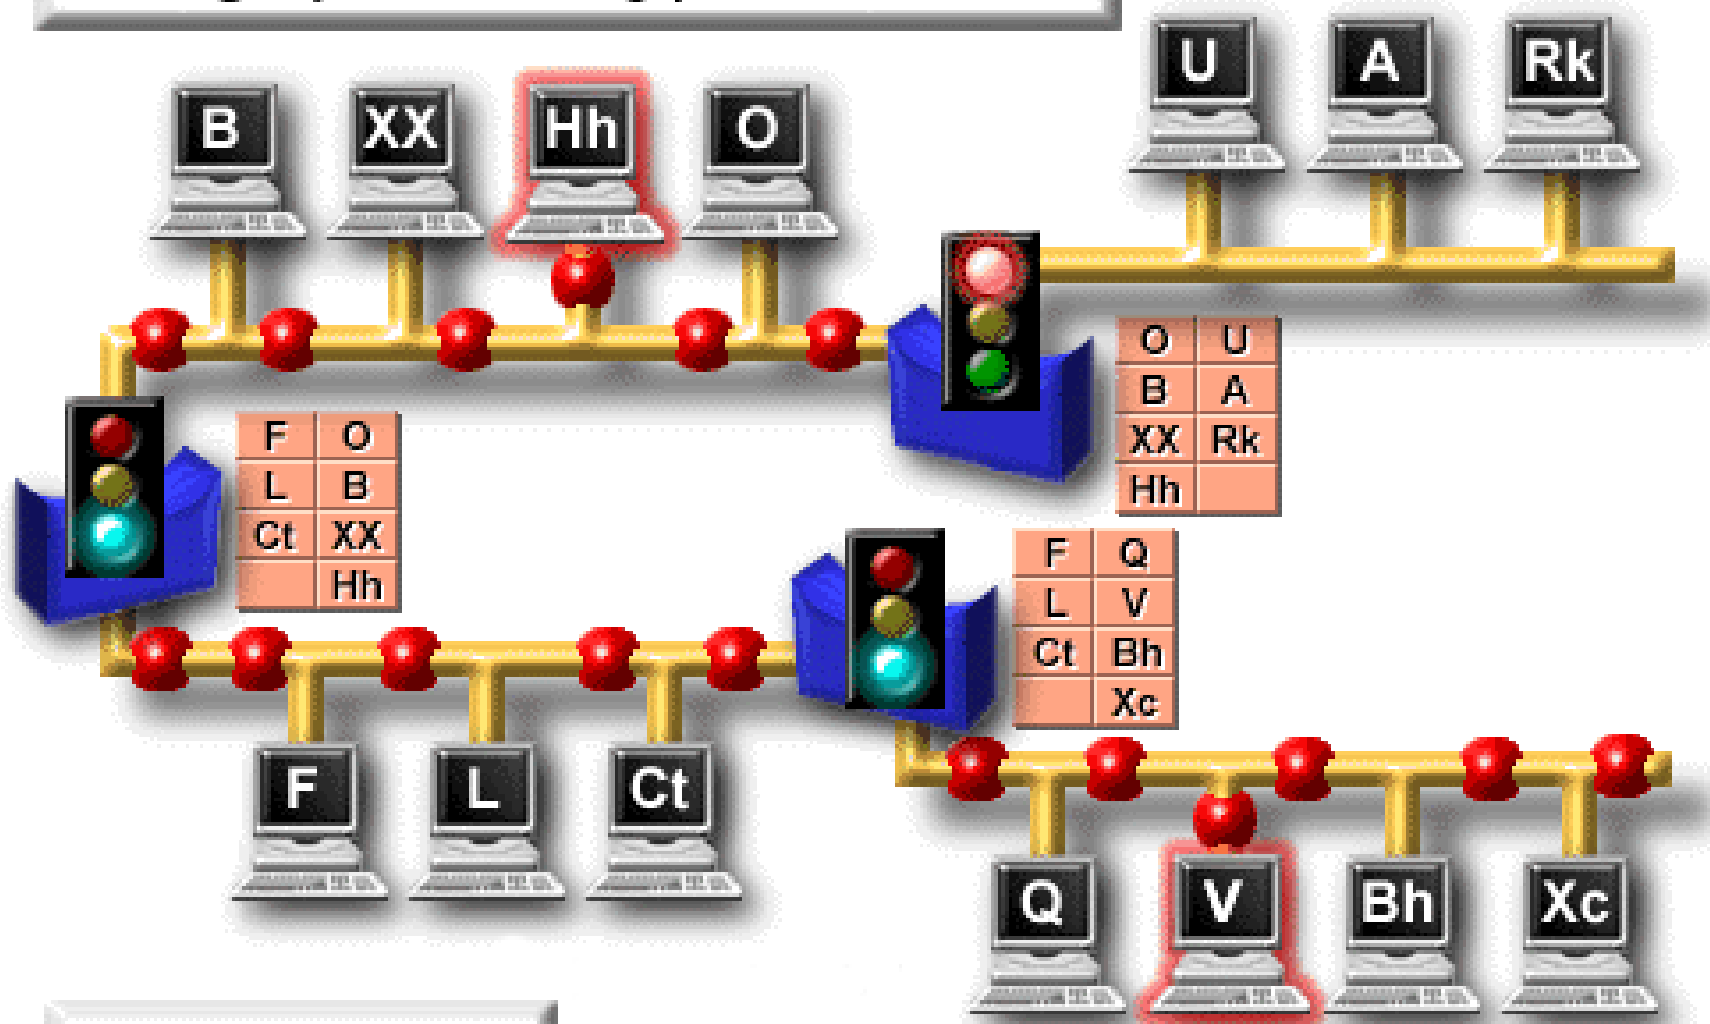 U A Rk
B XX Hh O
O U
B A
XX Rk
Hh
F O
L B
Ct XX
Hh
F Q
L V
Ct Bh
Xc
F L Ct
Q V Bh Xc